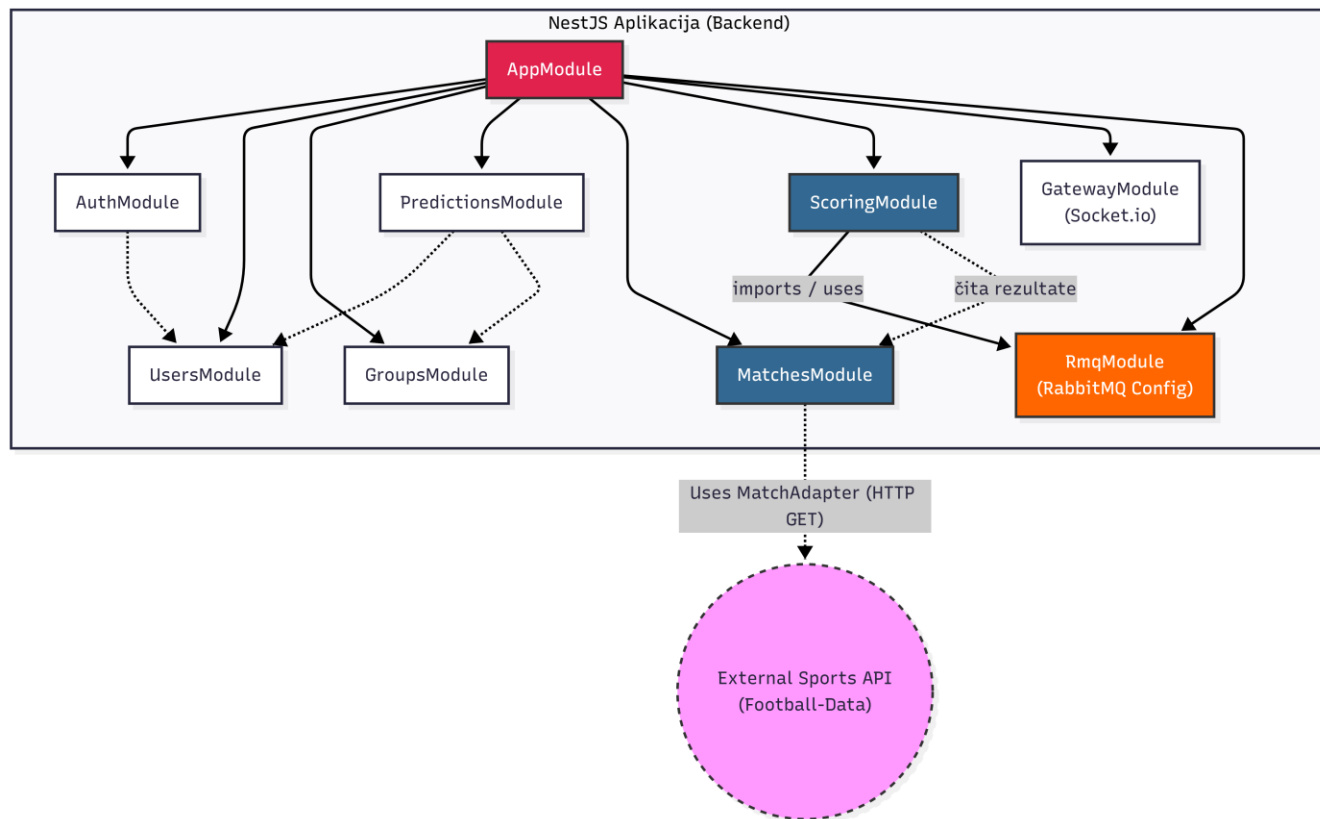 NestJS Aplikacija (Backend)
AppModule
AuthModule
PredictionsModule
ScoringModule
GatewayModule
(Socket.io)
imports / uses
čita rezultate
UsersModule
GroupsModule
MatchesModule
RmqModule
(RabbitMQ Config)
Uses MatchAdapter (HTTP
GET)
External Sports API
(Football-Data)